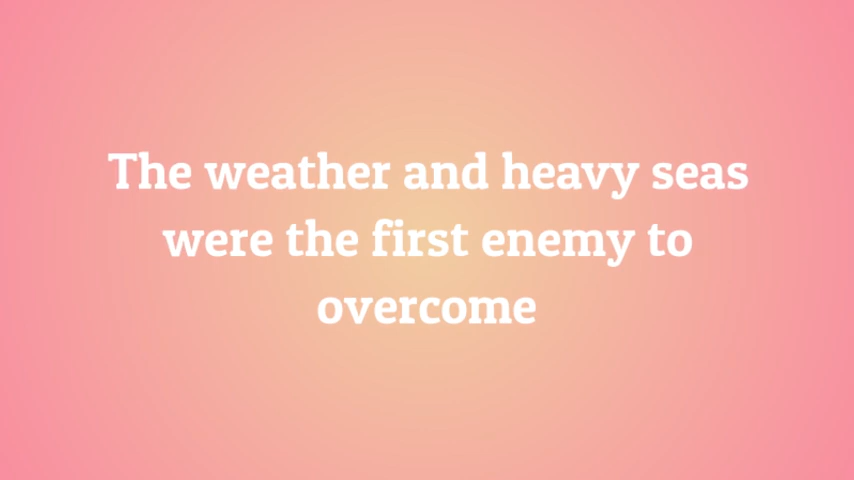 The weather and heavy seas
were the first enemy to
overcome